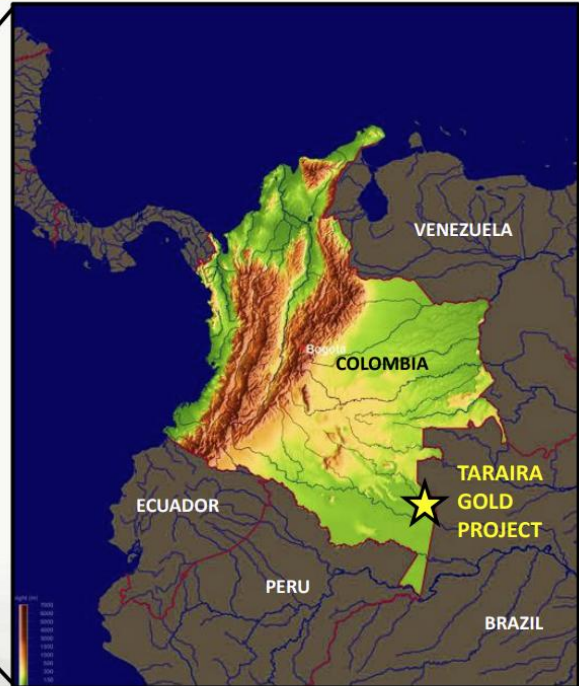 VENEZUELA
Bogota
COLOMBIA
TARAIRA
GOLD
PROJECT
ECUADOR
PERU
BRAZIL